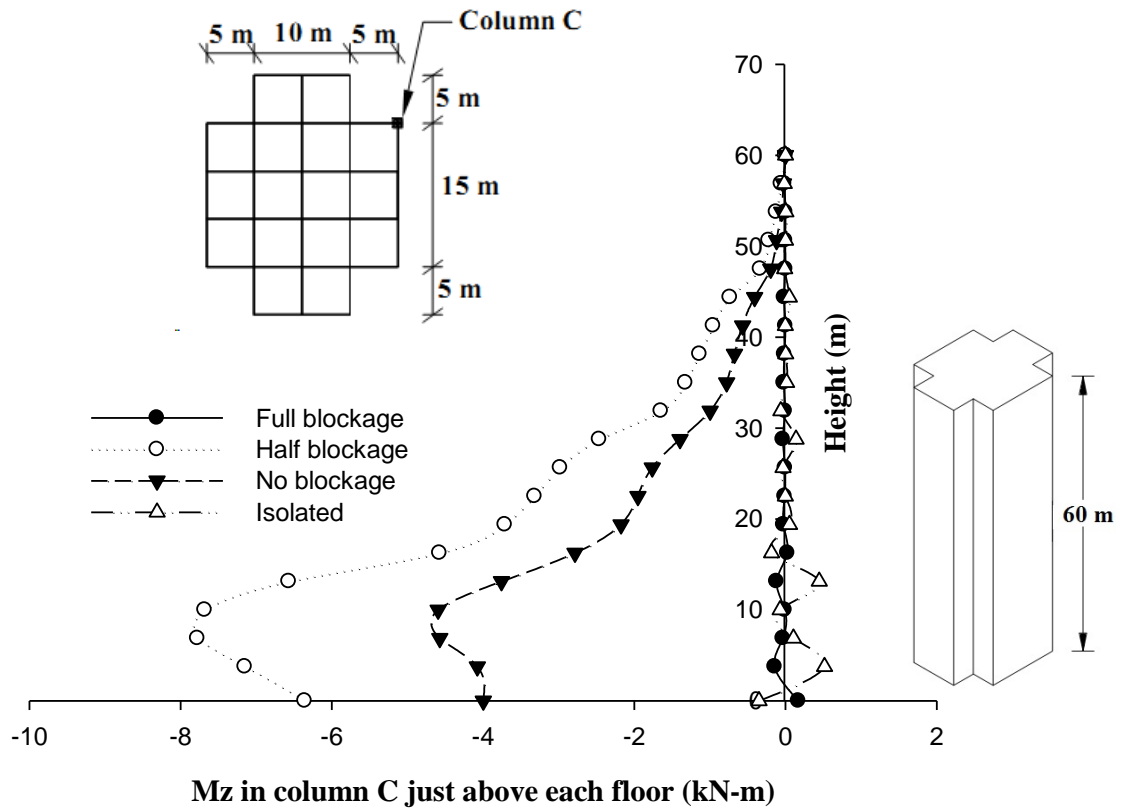 5 m 10 m 5 m
Column C
5 m
15 m
5 m
70
60
50
40
30
20
10
0
Height (m)
Full blockage
Half blockage
No blockage
Isolated
60 m
-10 -8 -6 -4 -2 0 2
Mz in column C just above each floor (kN-m)